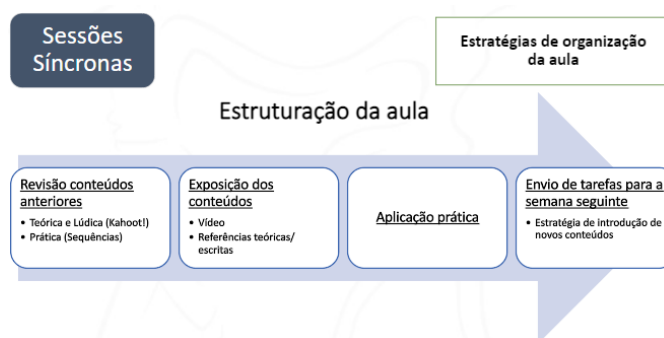 Sessões
Síncronas
Estratégias de organização
da aula
Estruturação da aula
Revisão conteúdos
anteriores
• Teórica e Lúdica (Kahoot!)
• Prática (Sequências)
Exposição dos
conteúdos
• Vídeo
• Referências teóricas/
escritas
Aplicação prática
Envio de tarefas para a
semana seguinte
• Estratégia de introdução de
novos conteúdos